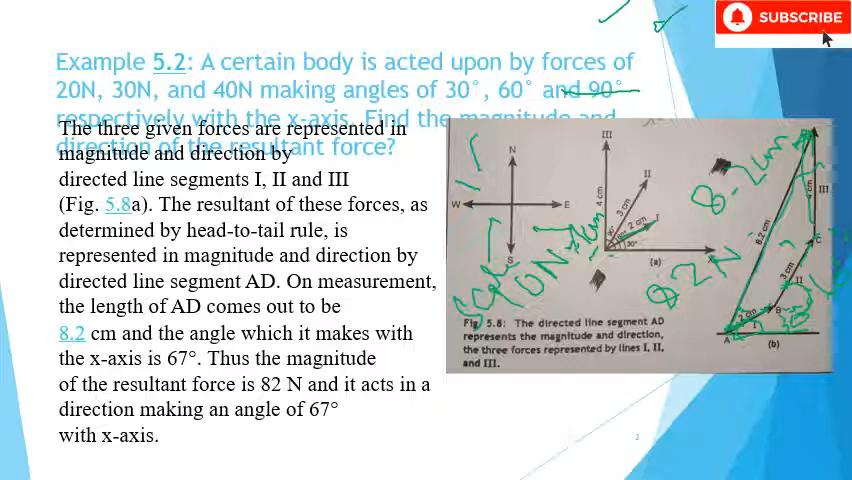 SUBSCRIBE
Example 5.2: A certain body is acted upon by forces of
20N, 30N, and 40N making angles of 30°, 60° and 90°
respectively with the x-axis. Find the magnitude and
direction of the resultant force?
The three given forces are represented in
magnitude and direction by
directed line segments I, II and III
(Fig. 5.8a). The resultant of these forces, as
determined by head-to-tail rule, is
represented in magnitude and direction by
directed line segment AD. On measurement,
the length of AD comes out to be
8.2 cm and the angle which it makes with
the x-axis is 67°. Thus the magnitude
of the resultant force is 82 N and it acts in a
direction making an angle of 67°
with x-axis.
N
W
E
S
Scale
10N=1cm
III
II
I
4 cm
3 cm
2 cm
90°
60°
30°
X
(a)
8.2cm
82N
8.2 cm
III
C
3 cm
II
B
2 cm
I
A
(b)
Fig 5.8: The directed line segment AD
represents the magnitude and direction,
the three forces represented by lines I, II,
and III.
2